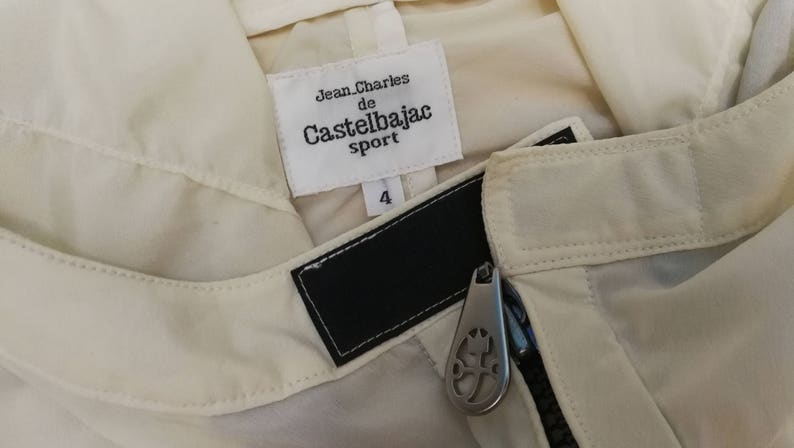 Jean_Charles
de
Castelbajac
sport
4